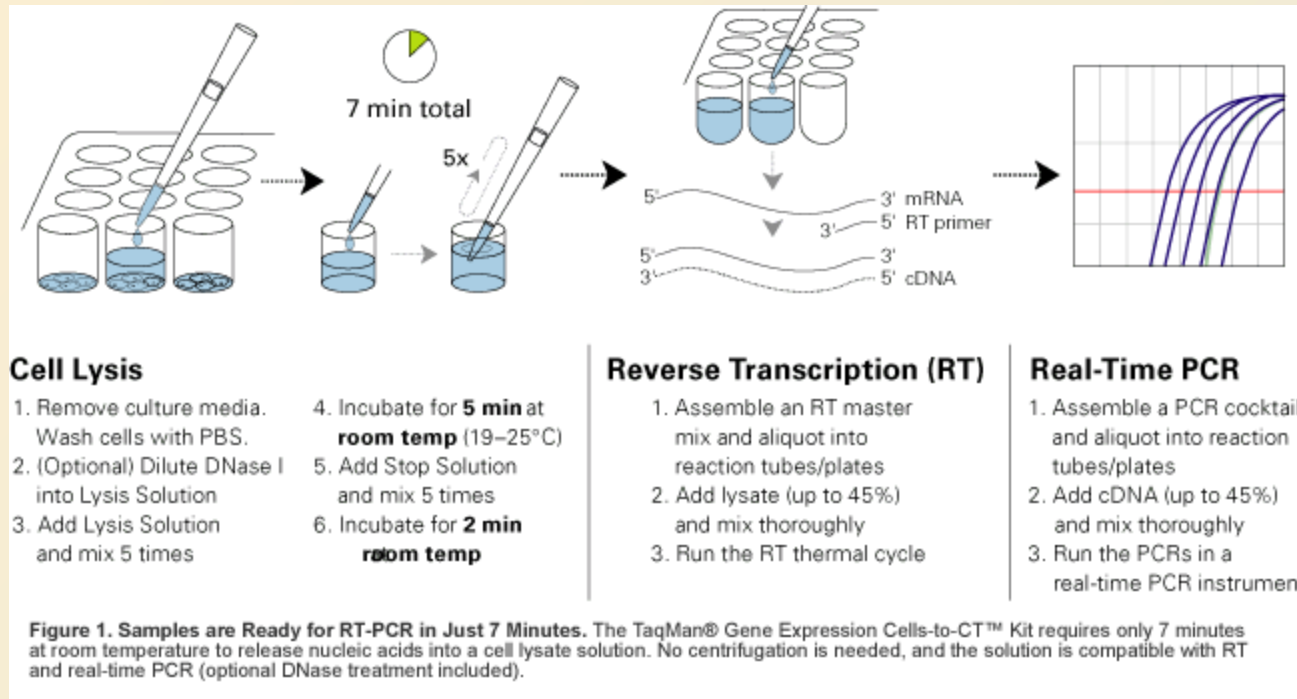 7 min total
5x
5'
3' mRNA
3'
5' RT primer
5'
3'
3'
5' cDNA
Cell Lysis
1. Remove culture media.
Wash cells with PBS.
2. (Optional) Dilute DNase I
into Lysis Solution
3. Add Lysis Solution
and mix 5 times
4. Incubate for 5 min at
room temp (19–25°C)
5. Add Stop Solution
and mix 5 times
6. Incubate for 2 min
room temp
Reverse Transcription (RT)
1. Assemble an RT master
mix and aliquot into
reaction tubes/plates
2. Add lysate (up to 45%)
and mix thoroughly
3. Run the RT thermal cycle
Real-Time PCR
1. Assemble a PCR cocktail
and aliquot into reaction
tubes/plates
2. Add cDNA (up to 45%)
and mix thoroughly
3. Run the PCRs in a
real-time PCR instrumen
Figure 1. Samples are Ready for RT-PCR in Just 7 Minutes. The TaqMan® Gene Expression Cells-to-CT™ Kit requires only 7 minutes
at room temperature to release nucleic acids into a cell lysate solution. No centrifugation is needed, and the solution is compatible with RT
and real-time PCR (optional DNase treatment included).